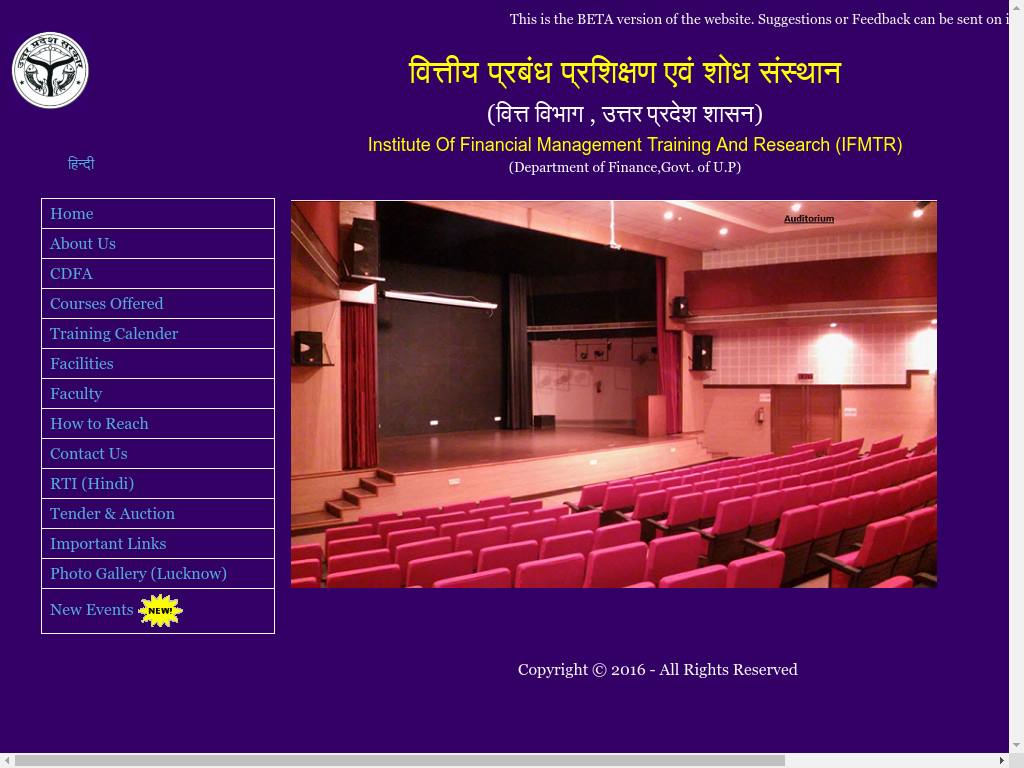 This is the BETA version of the website. Suggestions or Feedback can be sent on i
उत्तर प्रदेश सरकार
वित्तीय प्रबंध प्रशिक्षण एवं शोध संस्थान
(वित्त विभाग , उत्तर प्रदेश शासन)
Institute Of Financial Management Training And Research (IFMTR)
(Department of Finance,Govt. of U.P)
हिन्दी
Home
About Us
CDFA
Courses Offered
Training Calender
Facilities
Faculty
How to Reach
Contact Us
RTI (Hindi)
Tender & Auction
Important Links
Photo Gallery (Lucknow)
New Events NEW!
Auditorium
Copyright © 2016 - All Rights Reserved